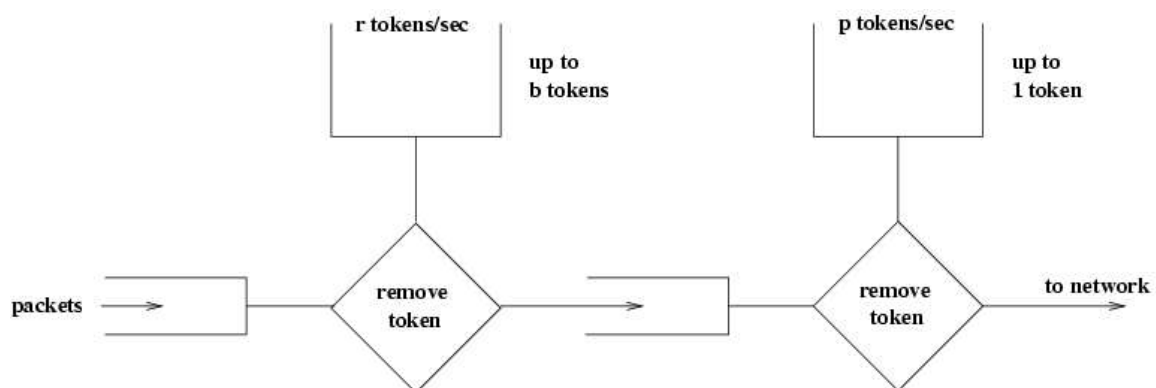 r tokens/sec
up to
b tokens
p tokens/sec
up to
1 token
packets
remove
token
remove
token
to network